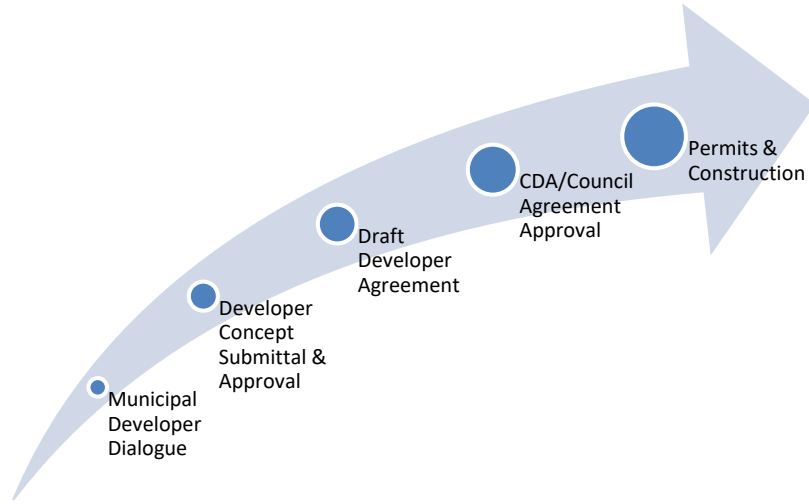 Municipal
Developer
Dialogue
Developer
Concept
Submittal &
Approval
Draft
Developer
Agreement
CDA/Council
Agreement
Approval
Permits &
Construction